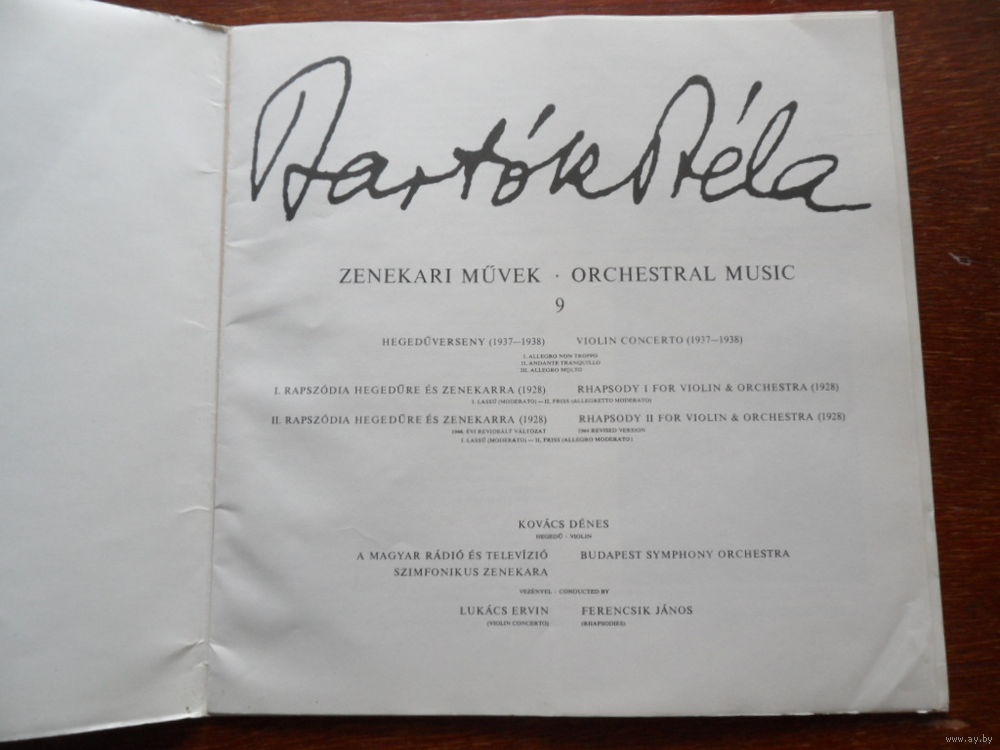 Bartók Béla
ZENEKARI MŰVEK · ORCHESTRAL MUSIC
9
HEGEDŰVERSENY (1937—1938) VIOLIN CONCERTO (1937—1938)
I. ALLEGRO NON TROPPO
II. ANDANTE TRANQUILLO
III. ALLEGRO MOLTO
I. RAPSZÓDIA HEGEDŰRE ÉS ZENEKARRA (1928) RHAPSODY I FOR VIOLIN & ORCHESTRA (1928)
I. LASSÚ (MODERATO) — II. FRISS (ALLEGRETTO MODERATO)
II. RAPSZÓDIA HEGEDŰRE ÉS ZENEKARRA (1928) RHAPSODY II FOR VIOLIN & ORCHESTRA (1928)
1944. ÉVI REVIDEÁLT VÁLTOZAT 1944 REVISED VERSION
I. LASSÚ (MODERATO) — II. FRISS (ALLEGRO MODERATO)
KOVÁCS DÉNES
HEGEDŰ - VIOLIN
A MAGYAR RÁDIÓ ÉS TELEVÍZIÓ BUDAPEST SYMPHONY ORCHESTRA
SZIMFONIKUS ZENEKARA
VEZÉNYEL - CONDUCTED BY
LUKÁCS ERVIN FERENCSIK JÁNOS
(VIOLIN CONCERTO) (RHAPSODIES)
www.ay.by